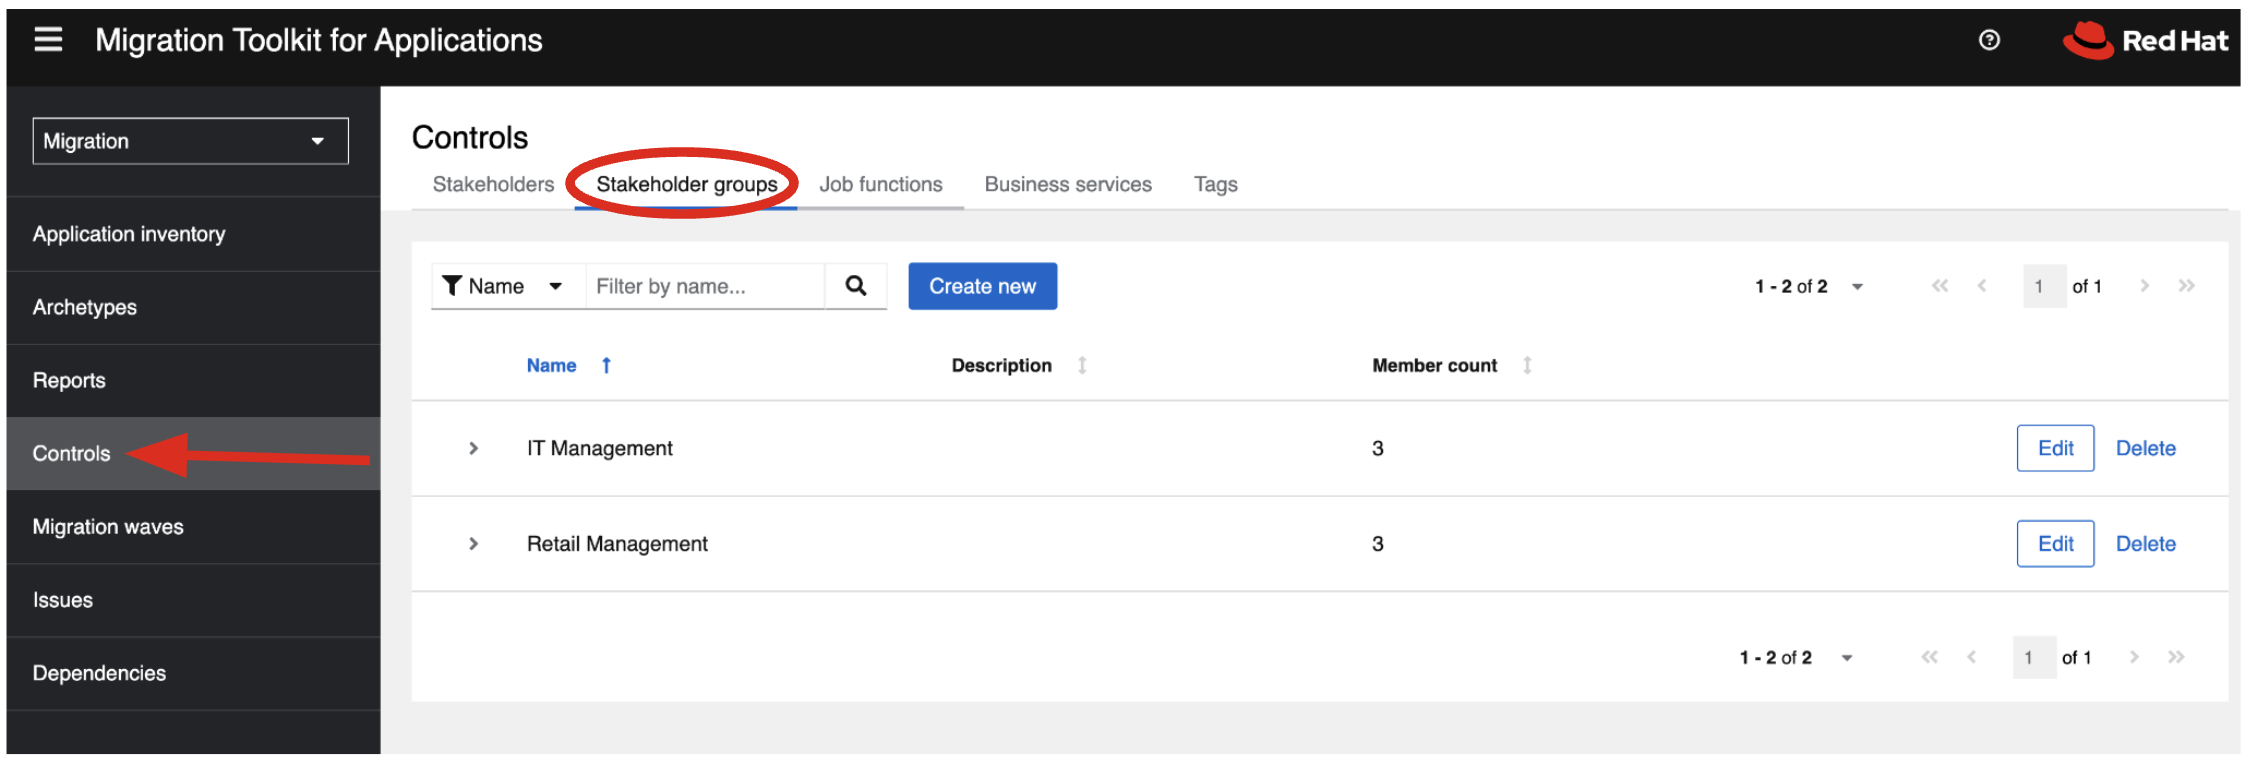 Migration Toolkit for Applications
Red Hat
Migration
Application inventory
Archetypes
Reports
Controls
Migration waves
Issues
Dependencies
Controls
Stakeholders Stakeholder groups Job functions Business services Tags
Name Filter by name... Create new 1 - 2 of 2 1 of 1
Name Description Member count
IT Management 3 Edit Delete
Retail Management 3 Edit Delete
1 - 2 of 2 1 of 1